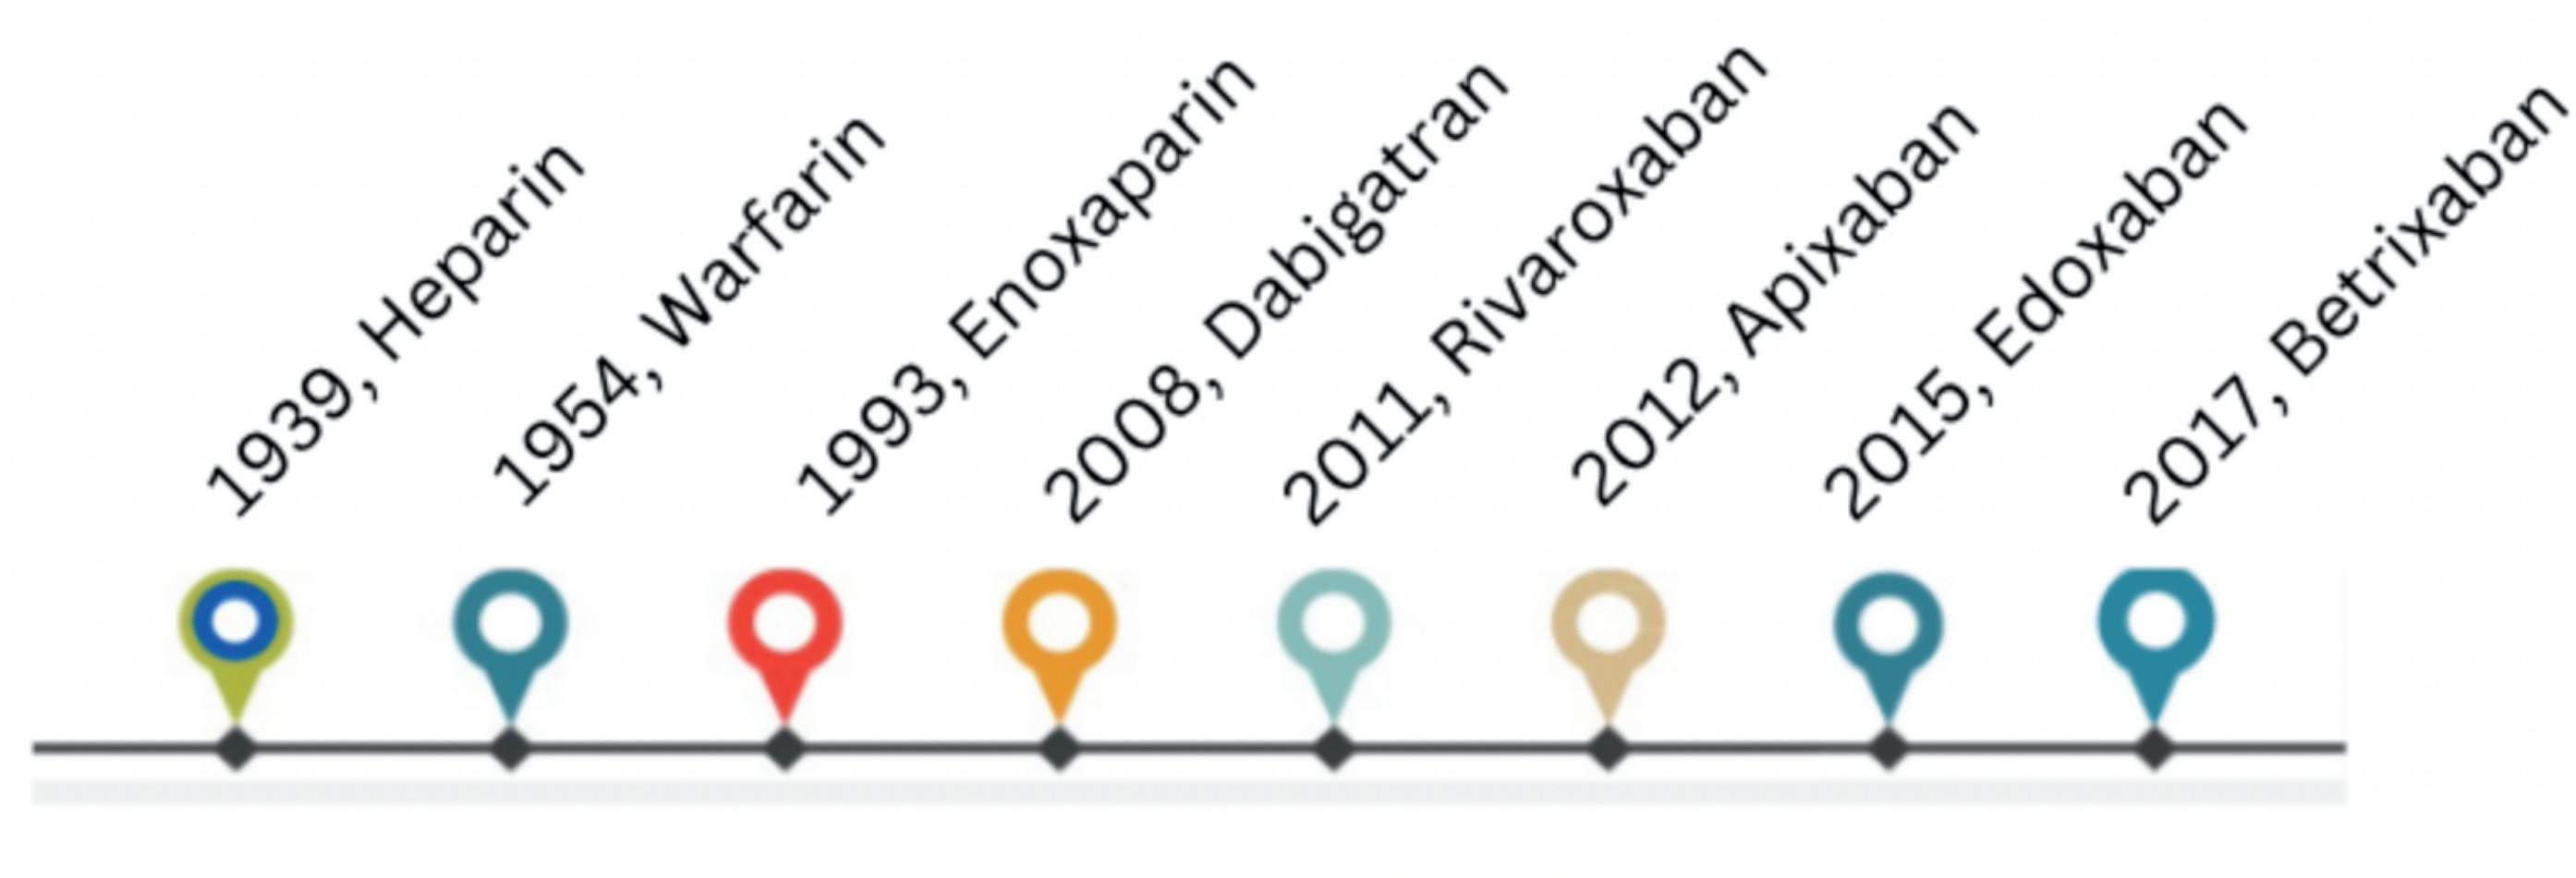 1939, Heparin
1954, Warfarin
1993, Enoxaparin
2008, Dabigatran
2011, Rivaroxaban
2012, Apixaban
2015, Edoxaban
2017, Betrixaban